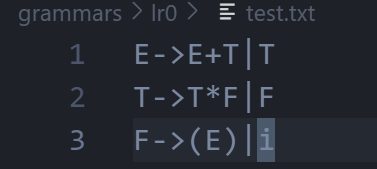 grammars > lr0 > test.txt
1 E->E+T|T
2 T->T*F|F
3 F->(E)|i